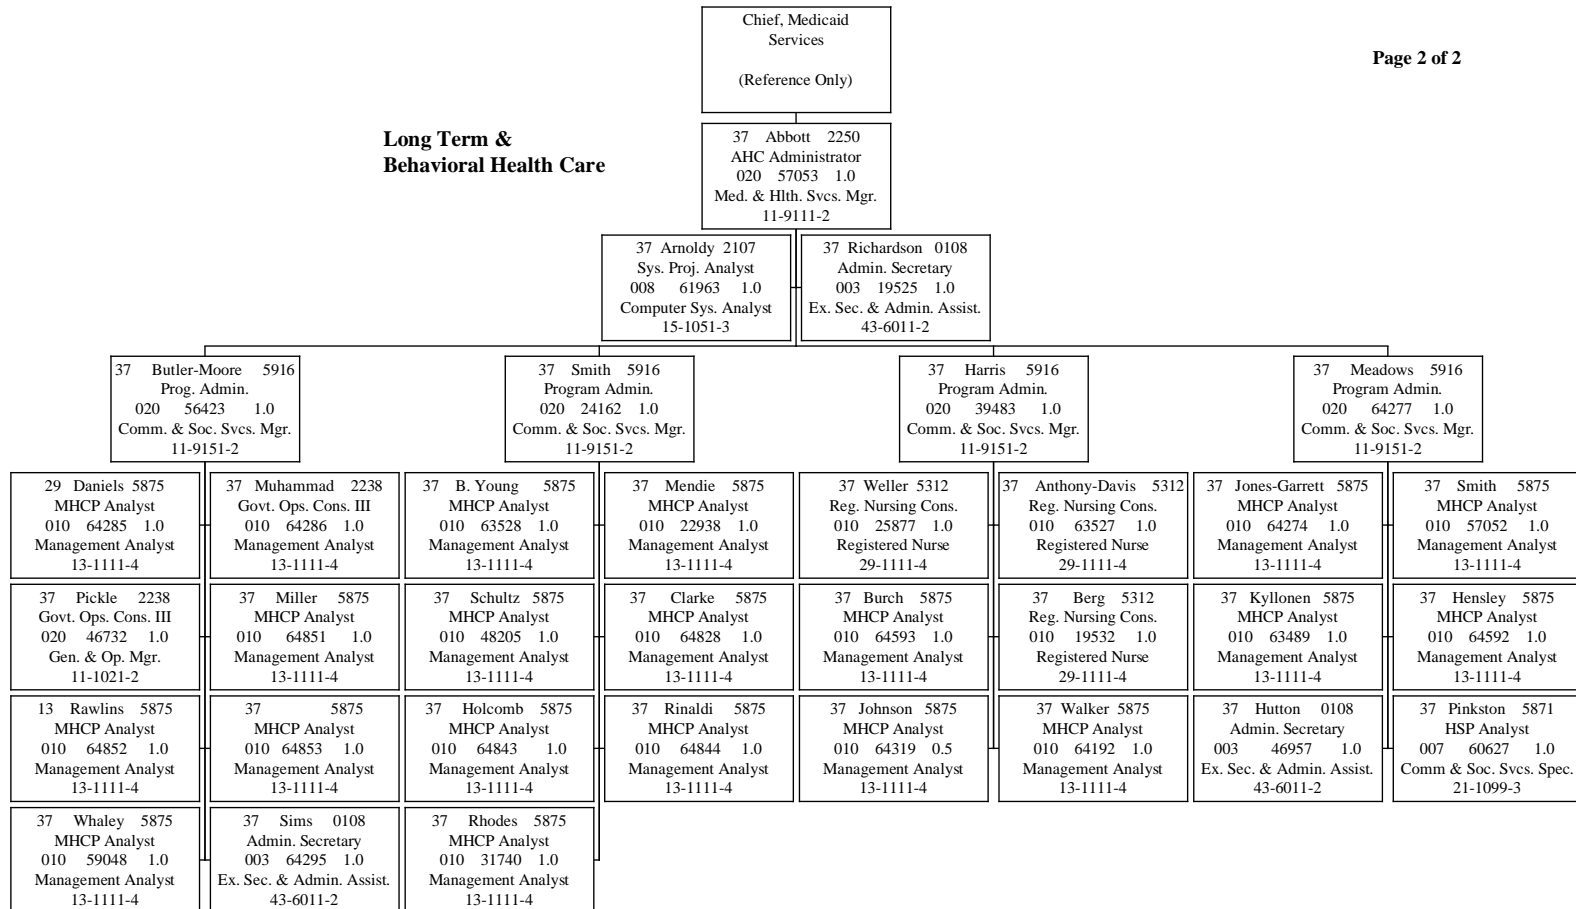 Chief, Medicaid
Services
(Reference Only)
Page 2 of 2
Long Term &
Behavioral Health Care
37 Abbott 2250
AHC Administrator
020 57053 1.0
Med. & Hlth. Svcs. Mgr.
11-9111-2
37 Arnoldy 2107
Sys. Proj. Analyst
008 61963 1.0
Computer Sys. Analyst
15-1051-3
37 Richardson 0108
Admin. Secretary
003 19525 1.0
Ex. Sec. & Admin. Assist.
43-6011-2
37 Butler-Moore 5916
Prog. Admin.
020 56423 1.0
Comm. & Soc. Svcs. Mgr.
11-9151-2
37 Smith 5916
Program Admin.
020 24162 1.0
Comm. & Soc. Svcs. Mgr.
11-9151-2
37 Harris 5916
Program Admin.
020 39483 1.0
Comm. & Soc. Svcs. Mgr.
11-9151-2
37 Meadows 5916
Program Admin.
020 64277 1.0
Comm. & Soc. Svcs. Mgr.
11-9151-2
29 Daniels 5875
MHCP Analyst
010 64285 1.0
Management Analyst
13-1111-4
37 Muhammad 2238
Govt. Ops. Cons. III
010 64286 1.0
Management Analyst
13-1111-4
37 B. Young 5875
MHCP Analyst
010 63528 1.0
Management Analyst
13-1111-4
37 Mendie 5875
MHCP Analyst
010 22938 1.0
Management Analyst
13-1111-4
37 Weller 5312
Reg. Nursing Cons.
010 25877 1.0
Registered Nurse
29-1111-4
37 Anthony-Davis 5312
Reg. Nursing Cons.
010 63527 1.0
Registered Nurse
29-1111-4
37 Jones-Garrett 5875
MHCP Analyst
010 64274 1.0
Management Analyst
13-1111-4
37 Smith 5875
MHCP Analyst
010 57052 1.0
Management Analyst
13-1111-4
37 Pickle 2238
Govt. Ops. Cons. III
020 46732 1.0
Gen. & Op. Mgr.
11-1021-2
37 Miller 5875
MHCP Analyst
010 64851 1.0
Management Analyst
13-1111-4
37 Schultz 5875
MHCP Analyst
010 48205 1.0
Management Analyst
13-1111-4
37 Clarke 5875
MHCP Analyst
010 64828 1.0
Management Analyst
13-1111-4
37 Burch 5875
MHCP Analyst
010 64593 1.0
Management Analyst
13-1111-4
37 Berg 5312
Reg. Nursing Cons.
010 19532 1.0
Registered Nurse
29-1111-4
37 Kyllonen 5875
MHCP Analyst
010 63489 1.0
Management Analyst
13-1111-4
37 Hensley 5875
MHCP Analyst
010 64592 1.0
Management Analyst
13-1111-4
13 Rawlins 5875
MHCP Analyst
010 64852 1.0
Management Analyst
13-1111-4
37 5875
MHCP Analyst
010 64853 1.0
Management Analyst
13-1111-4
37 Holcomb 5875
MHCP Analyst
010 64843 1.0
Management Analyst
13-1111-4
37 Rinaldi 5875
MHCP Analyst
010 64844 1.0
Management Analyst
13-1111-4
37 Johnson 5875
MHCP Analyst
010 64319 0.5
Management Analyst
13-1111-4
37 Walker 5875
MHCP Analyst
010 64192 1.0
Management Analyst
13-1111-4
37 Hutton 0108
Admin. Secretary
003 46957 1.0
Ex. Sec. & Admin. Assist.
43-6011-2
37 Pinkston 5871
HSP Analyst
007 60627 1.0
Comm & Soc. Svcs. Spec.
21-1099-3
37 Whaley 5875
MHCP Analyst
010 59048 1.0
Management Analyst
13-1111-4
37 Sims 0108
Admin. Secretary
003 64295 1.0
Ex. Sec. & Admin. Assist.
43-6011-2
37 Rhodes 5875
MHCP Analyst
010 31740 1.0
Management Analyst
13-1111-4